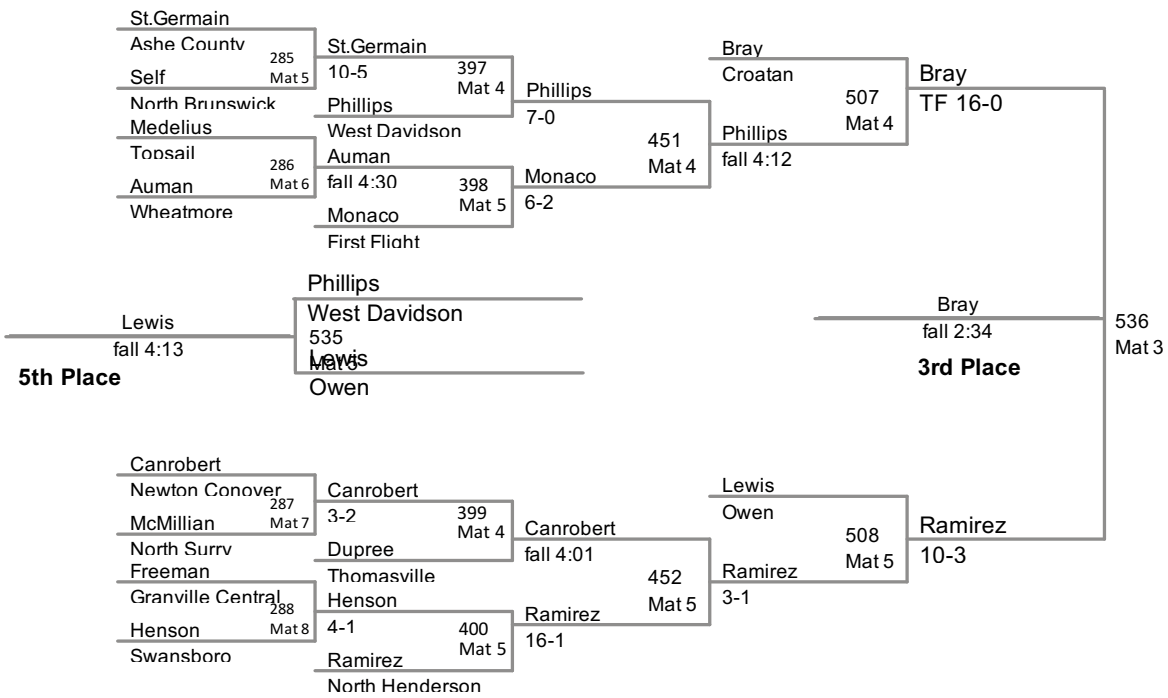 St.Germain
Ashe County
285
Mat 5
Self
North Brunswick
Medelius
Topsail
286
Mat 6
Auman
Wheatmore
St.Germain
10-5
397
Mat 4
Phillips
West Davidson
Auman
fall 4:30
398
Mat 5
Monaco
First Flight
Phillips
7-0
451
Mat 4
Monaco
6-2
Bray
Croatan
507
Mat 4
Phillips
fall 4:12
Bray
TF 16-0
Phillips
West Davidson
535
Mat 5
Lewis
Owen
Lewis
fall 4:13
5th Place
Bray
fall 2:34
3rd Place
536
Mat 3
Canrobert
Newton Conover
287
Mat 7
McMillian
North Surry
Freeman
Granville Central
288
Mat 8
Henson
Swansboro
Canrobert
3-2
399
Mat 4
Dupree
Thomasville
Henson
4-1
400
Mat 5
Ramirez
North Henderson
Canrobert
fall 4:01
452
Mat 5
Ramirez
16-1
Lewis
Owen
508
Mat 5
Ramirez
3-1
Ramirez
10-3